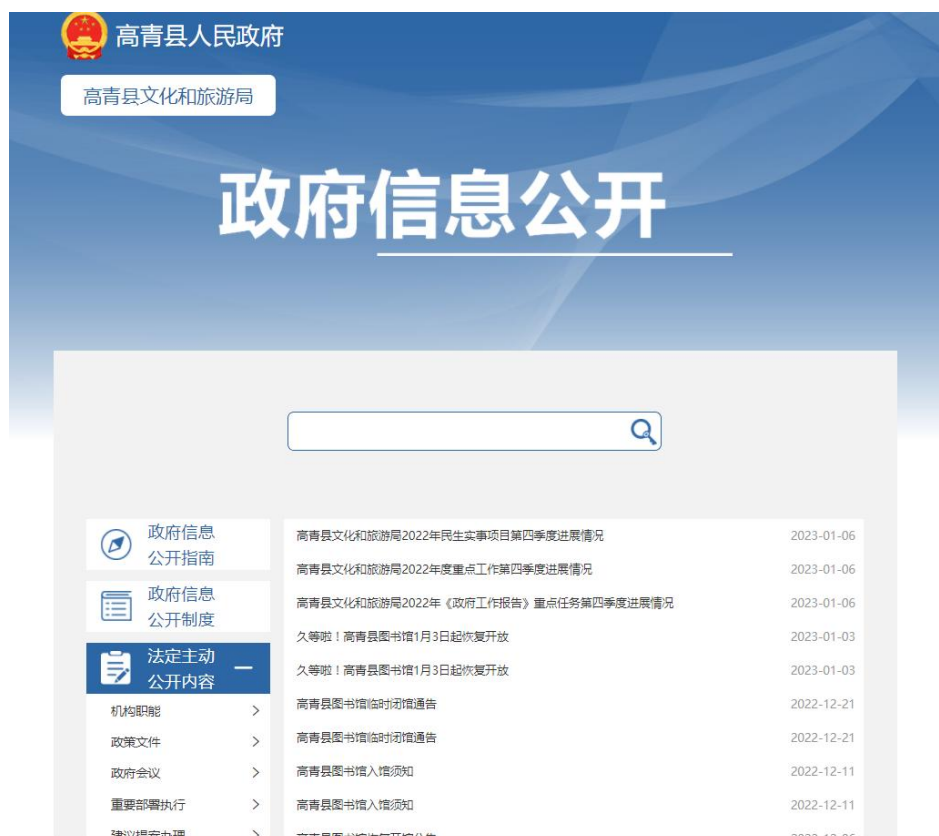 高青县人民政府
高青县文化和旅游局
政府信息公开
政府信息
公开指南
政府信息
公开制度
法定主动
公开内容
机构职能
政策文件
政府会议
重要部署执行
建议提案办理
高青县文化和旅游局2022年民生实事项目第四季度进展情况 2023-01-06
高青县文化和旅游局2022年度重点工作第四季度进展情况 2023-01-06
高青县文化和旅游局2022年《政府工作报告》重点任务第四季度进展情况 2023-01-06
久等啦！高青县图书馆1月3日起恢复开放 2023-01-03
久等啦！高青县图书馆1月3日起恢复开放 2023-01-03
高青县图书馆临时闭馆通告 2022-12-21
高青县图书馆临时闭馆通告 2022-12-21
高青县图书馆入馆须知 2022-12-11
高青县图书馆入馆须知 2022-12-11